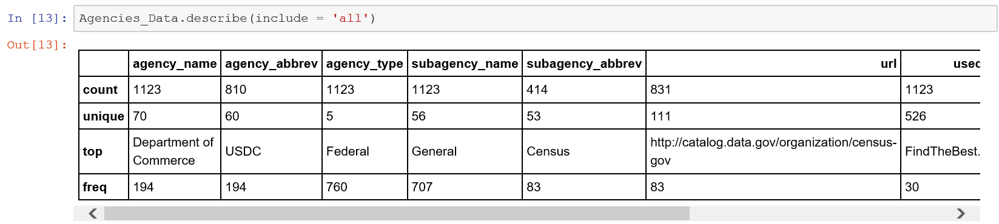 In [13]: Agencies_Data.describe(include = 'all')
Out[13]:
agency_name agency_abbrev agency_type subagency_name subagency_abbrev url used
count 1123 810 1123 1123 414 831 1123
unique 70 60 5 56 53 111 526
top Department of Commerce USDC Federal General Census http://catalog.data.gov/organization/census-gov FindTheBest.
freq 194 194 760 707 83 83 30